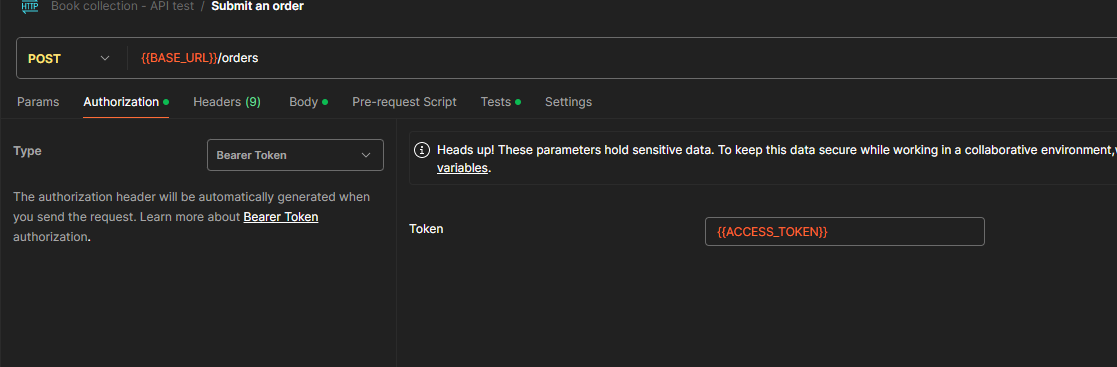 HTTP Book collection - API test / Submit an order
POST {{BASE_URL}}/orders
Params Authorization Headers (9) Body Pre-request Script Tests Settings
Type Bearer Token
The authorization header will be automatically generated when
you send the request. Learn more about Bearer Token
authorization.
Heads up! These parameters hold sensitive data. To keep this data secure while working in a collaborative environment,
variables.
Token {{ACCESS_TOKEN}}